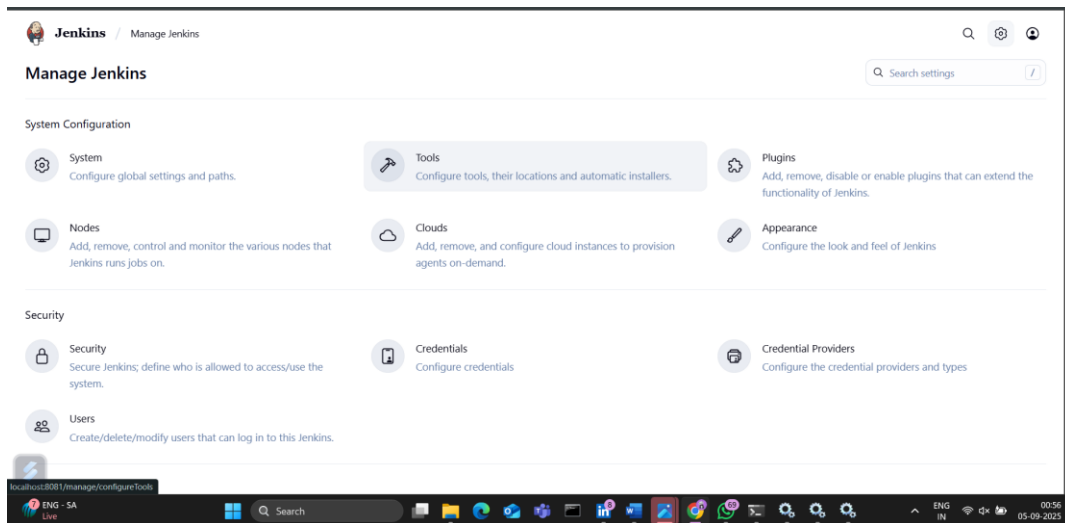 Jenkins / Manage Jenkins
Manage Jenkins
Search settings /
System Configuration
System
Configure global settings and paths.
Tools
Configure tools, their locations and automatic installers.
Plugins
Add, remove, disable or enable plugins that can extend the
functionality of Jenkins.
Nodes
Add, remove, control and monitor the various nodes that
Jenkins runs jobs on.
Clouds
Add, remove, and configure cloud instances to provision
agents on-demand.
Appearance
Configure the look and feel of Jenkins
Security
Security
Secure Jenkins; define who is allowed to access/use the
system.
Credentials
Configure credentials
Credential Providers
Configure the credential providers and types
Users
Create/delete/modify users that can log in to this Jenkins.
localhost:8081/manage/configureTools
7
ENG - SA
Live
Search
8
69
ENG
IN
00:56
05-09-2025